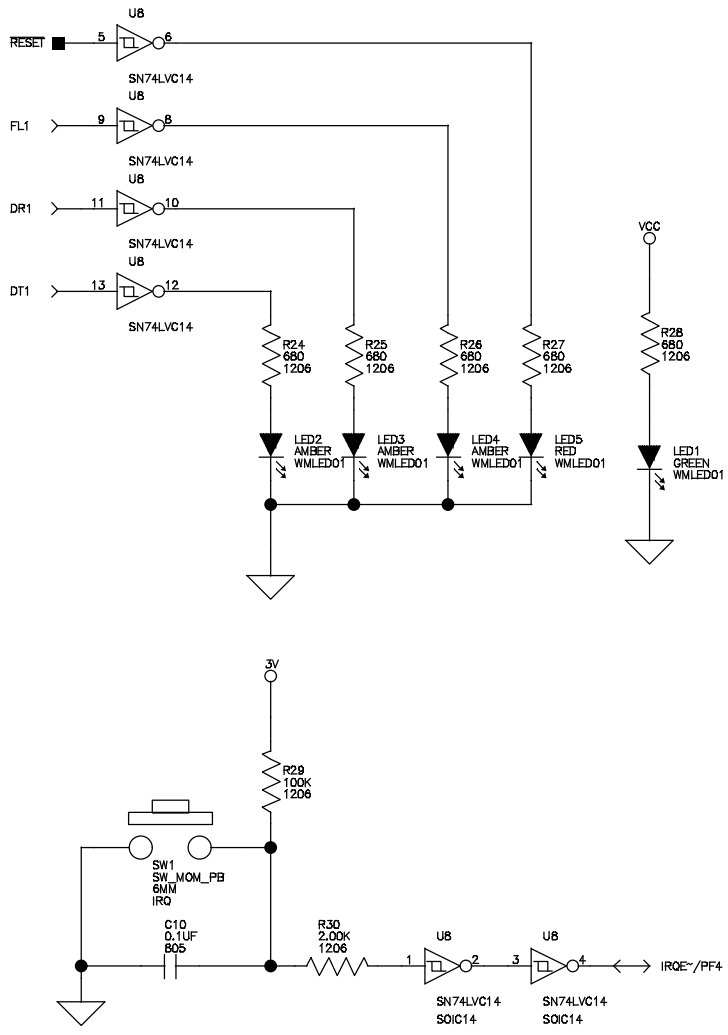 U8
RESET
5
6
SN74LVC14
U8
FL1
9
8
SN74LVC14
U8
DR1
11
10
SN74LVC14
U8
DT1
13
12
SN74LVC14
VCC
R24
680
1206
R25
680
1206
R26
680
1206
R27
680
1206
R28
680
1206
LED2
AMBER
WMLED01
LED3
AMBER
WMLED01
LED4
AMBER
WMLED01
LED5
RED
WMLED01
LED1
GREEN
WMLED01
3V
R29
100K
1206
SW1
SW_MOM_PB
6MM
IRQ
C10
0.1UF
805
R30
2.00K
1206
U8
1
2
SN74LVC14
SOIC14
U8
3
4
SN74LVC14
SOIC14
IRQE~/PF4